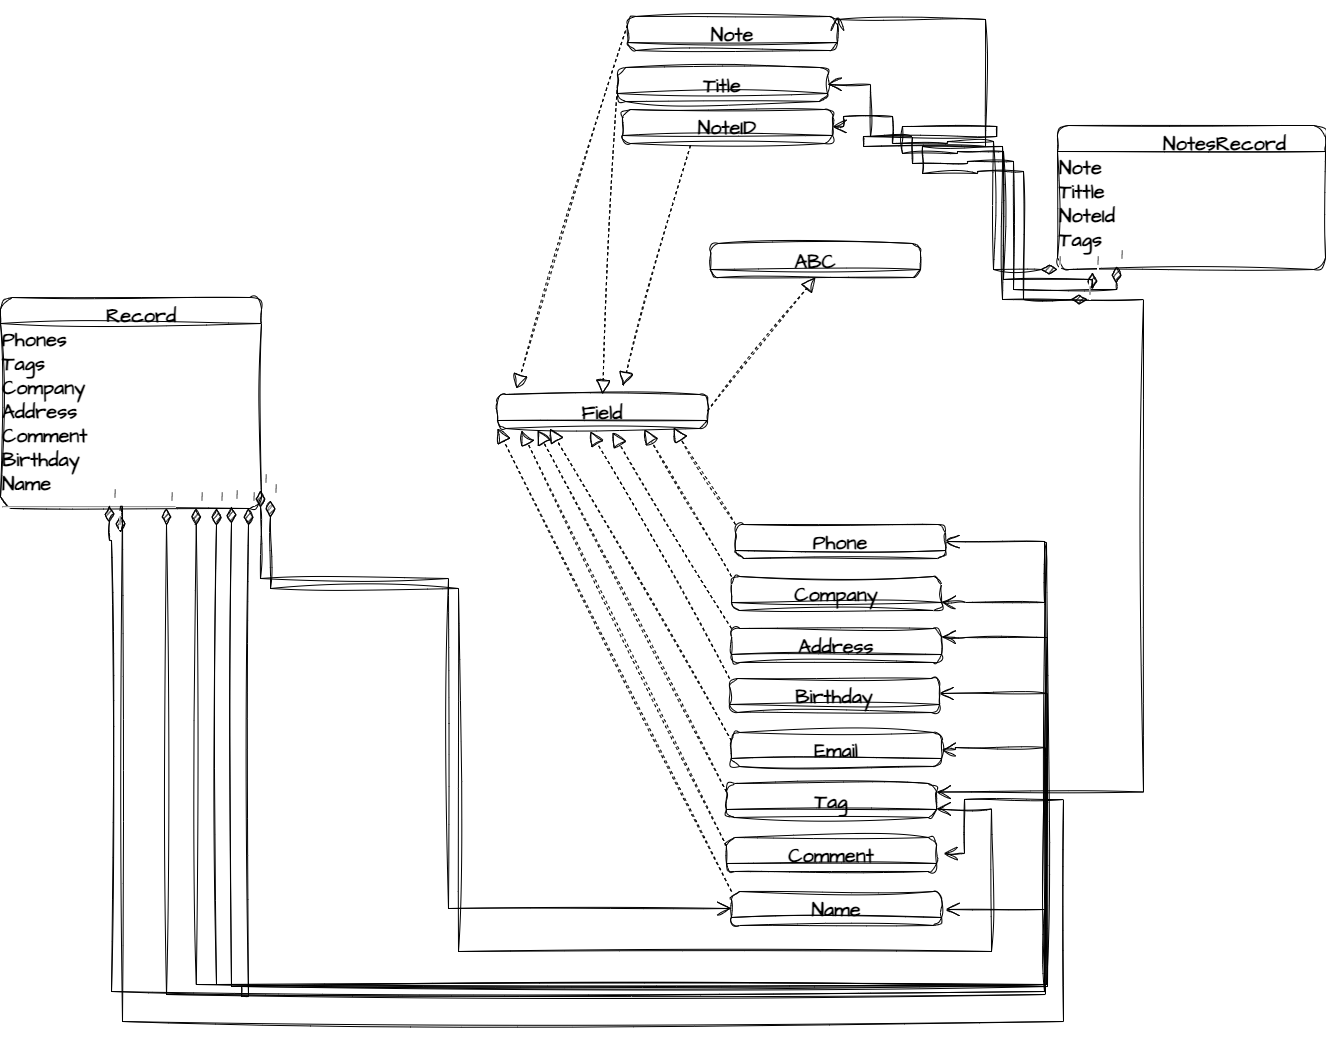 Note
Title
NoteID
NotesRecord
Note
Tittle
NoteId
Tags
ABC
Record
Phones
Tags
Company
Address
Comment
Birthday
Name
Field
Phone
Company
Address
Birthday
Email
Tag
Comment
Name